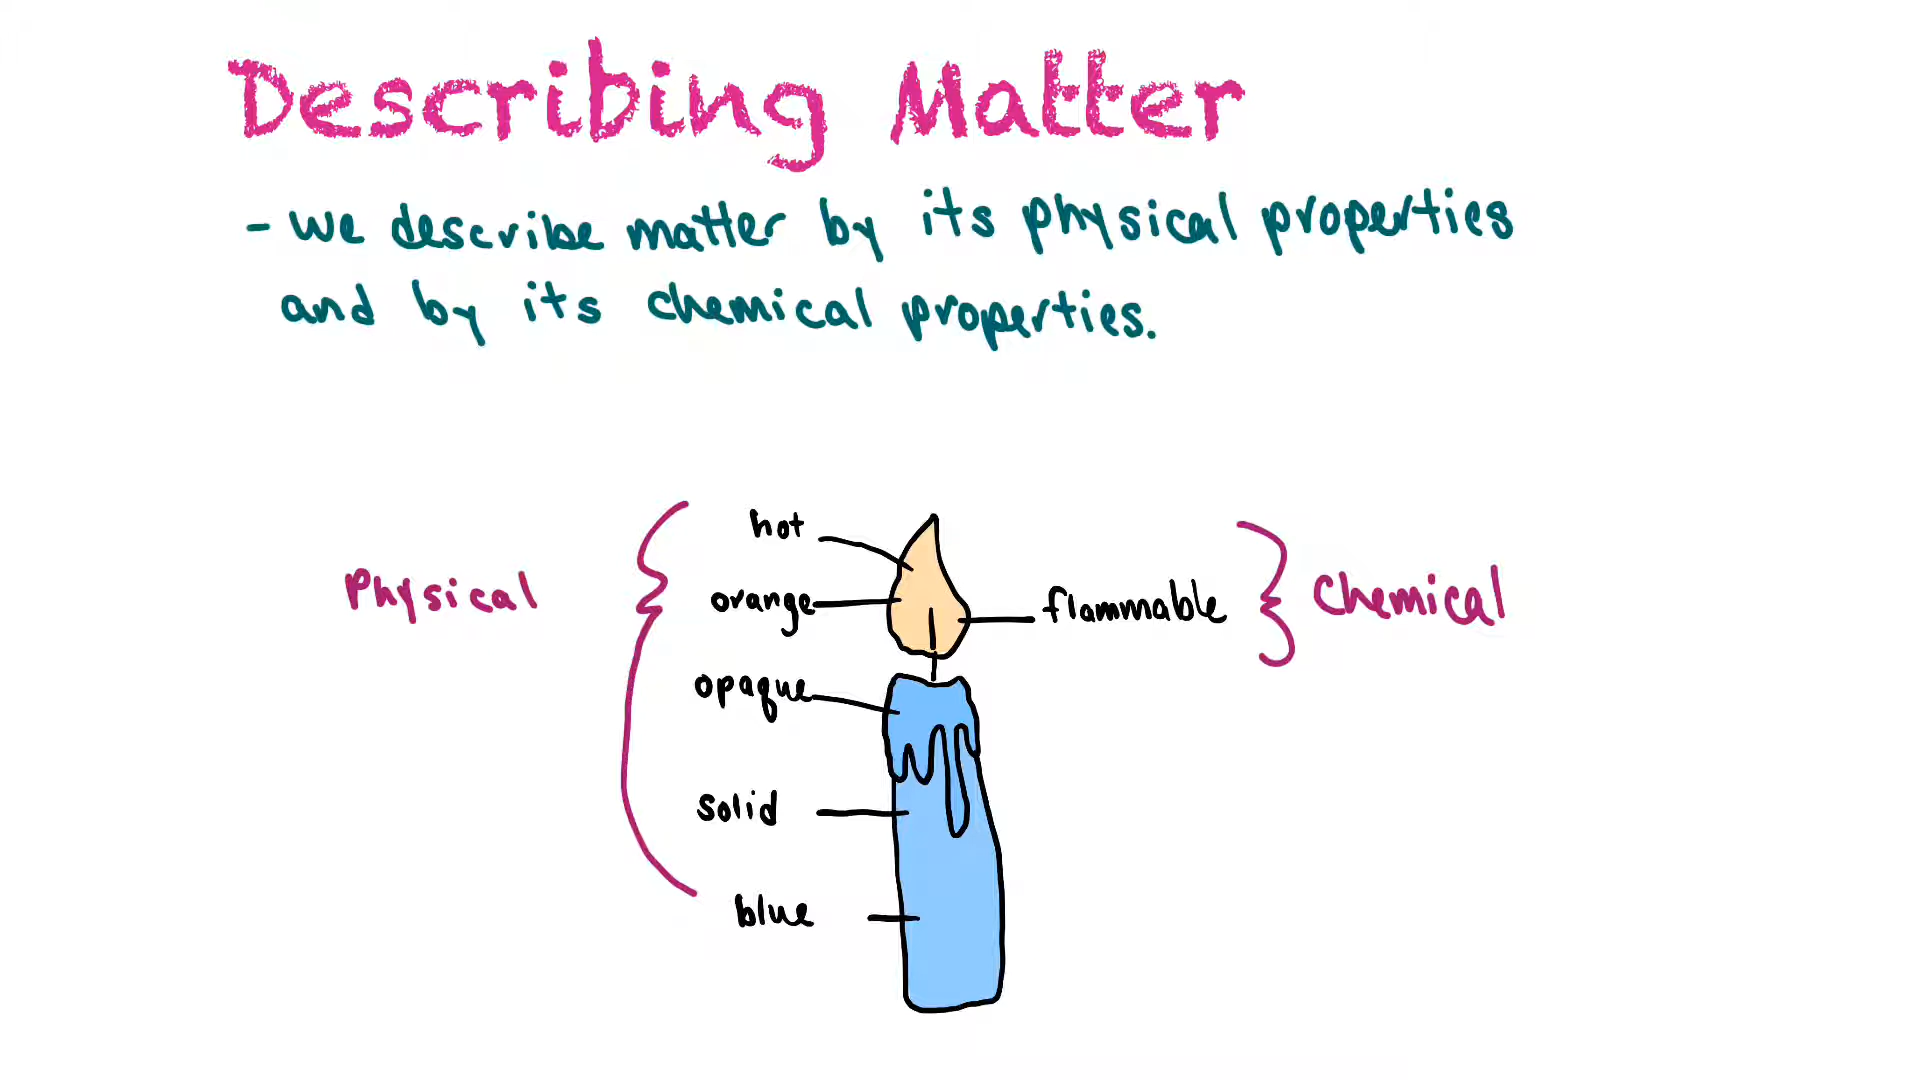 Describing Matter
- we describe matter by its physical properties
and by its chemical properties.
hot
orange
flammable
Physical
Chemical
opaque
solid
blue